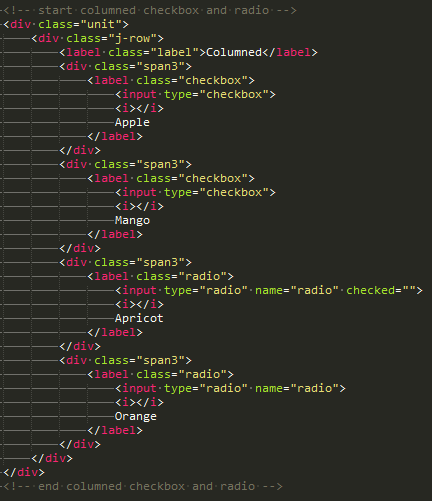 <!-- start columned checkbox and radio -->
<div class="unit">
<div class="j-row">
<label class="label">Columned</label>
<div class="span3">
<label class="checkbox">
<input type="checkbox">
<i></i>
Apple
</label>
</div>
<div class="span3">
<label class="checkbox">
<input type="checkbox">
<i></i>
Mango
</label>
</div>
<div class="span3">
<label class="radio">
<input type="radio" name="radio" checked="">
<i></i>
Apricot
</label>
</div>
<div class="span3">
<label class="radio">
<input type="radio" name="radio">
<i></i>
Orange
</label>
</div>
</div>
</div>
<!-- end columned checkbox and radio -->